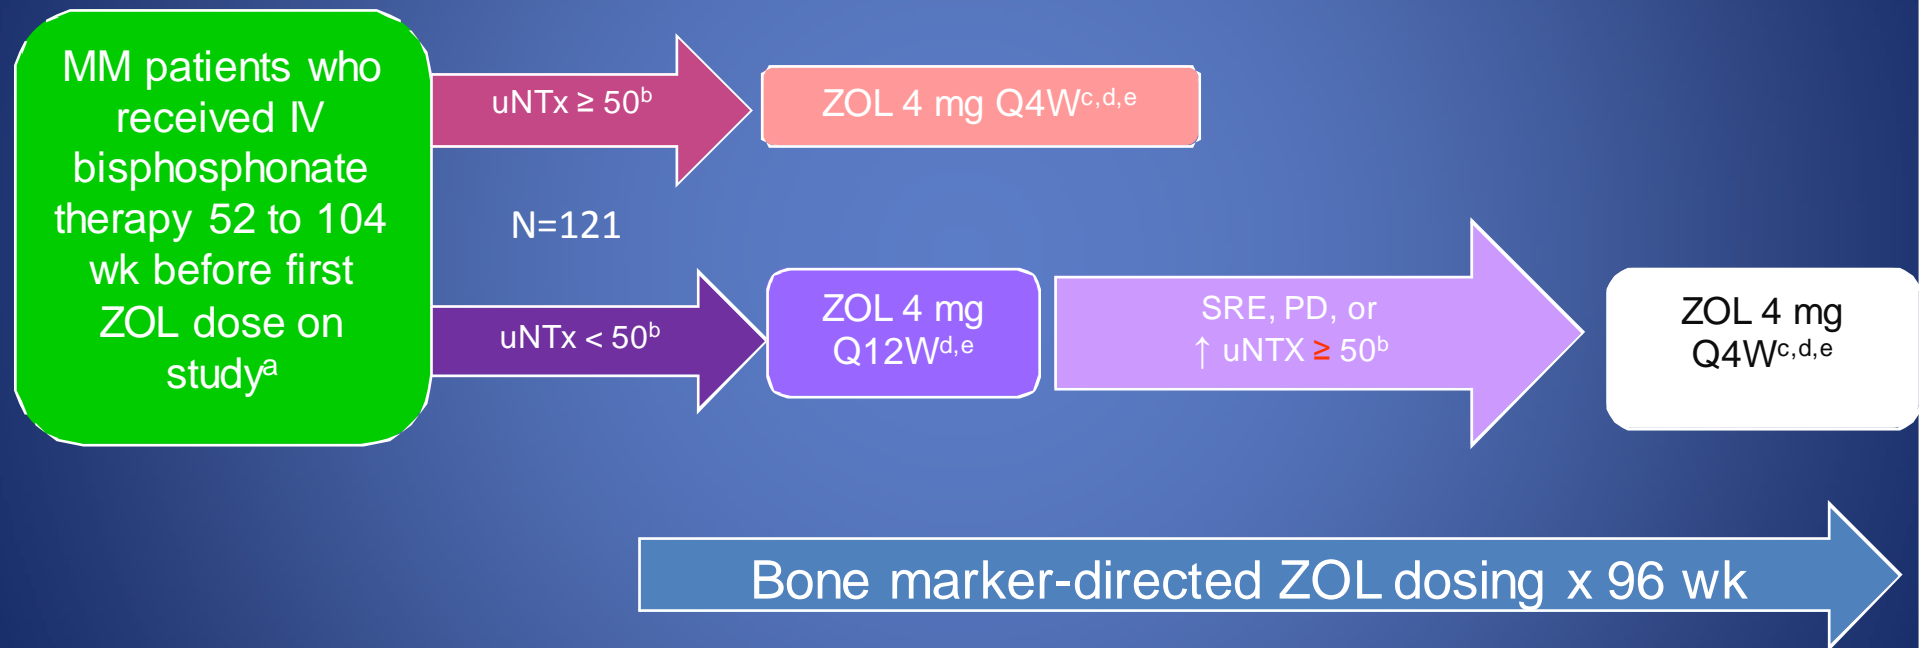 MM patients who
received IV
bisphosphonate
therapy 52 to 104
wk before first
ZOL dose on
studyᵃ
uNTx ≥ 50ᵇ
ZOL 4 mg Q4Wᶜ,ᵈ,ᵉ
N=121
uNTx < 50ᵇ
ZOL 4 mg
Q12Wᵈ,ᵉ
SRE, PD, or
↑ uNTX ≥ 50ᵇ
ZOL 4 mg
Q4Wᶜ,ᵈ,ᵉ
Bone marker-directed ZOL dosing x 96 wk